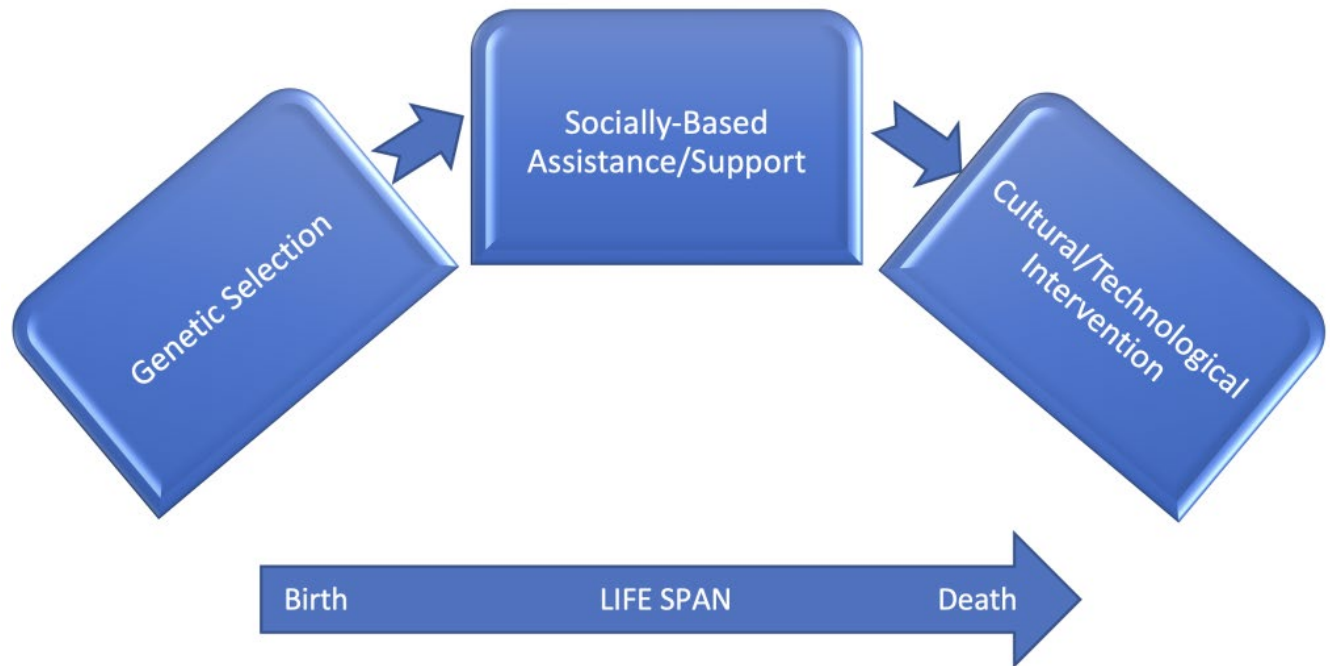 Genetic Selection
Socially-Based
Assistance/Support
Cultural/Technological
Intervention
Birth
LIFE SPAN
Death